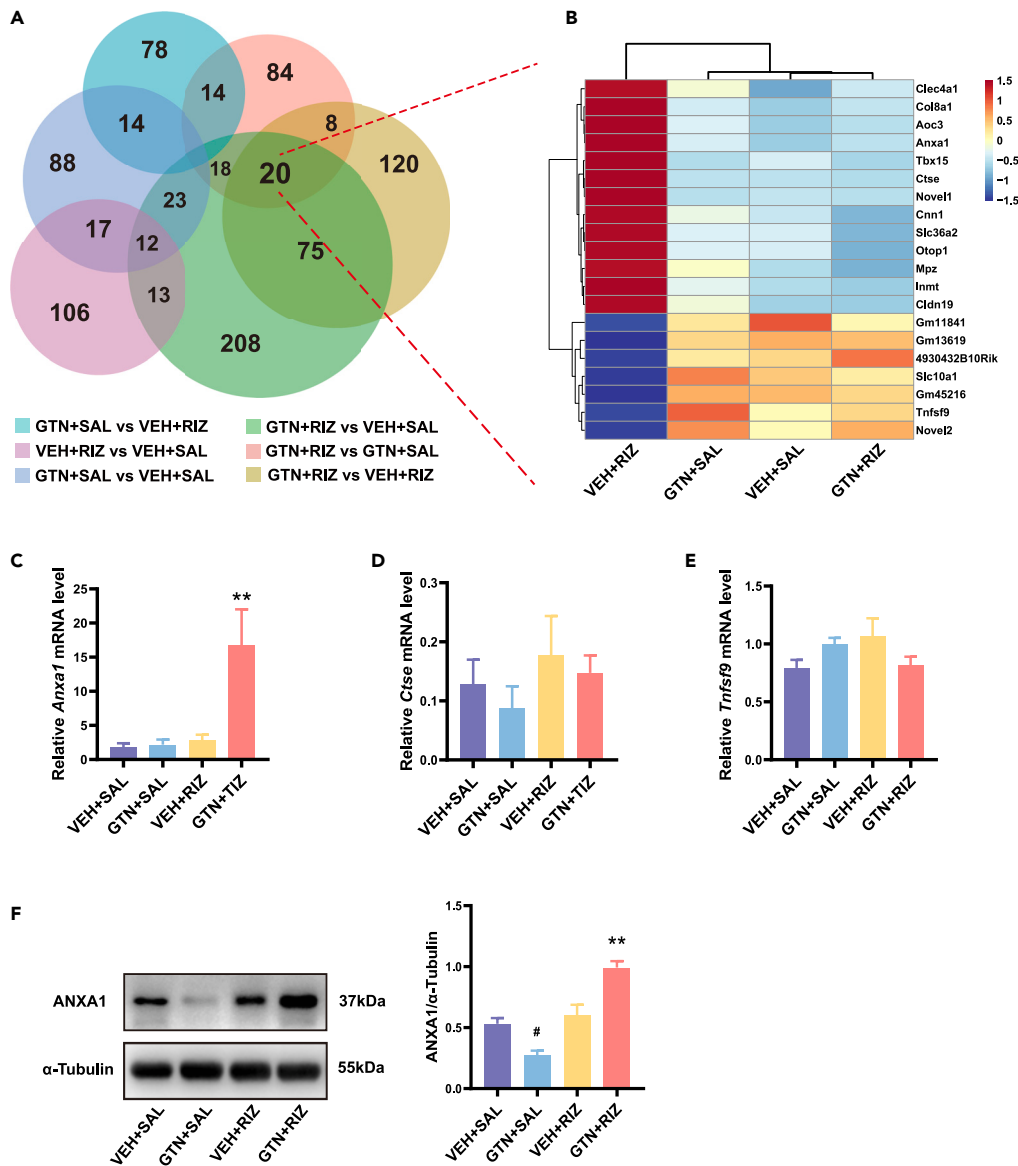 A
78
84
14
14
8
88
18
20
120
23
17
12
75
13
106
208
GTN+SAL vs VEH+RIZ
GTN+RIZ vs VEH+SAL
VEH+RIZ vs VEH+SAL
GTN+RIZ vs GTN+SAL
GTN+SAL vs VEH+SAL
GTN+RIZ vs VEH+RIZ
B
Clec4a1
Col8a1
Aoc3
Anxa1
Tbx15
Ctse
Novel1
Cnn1
Slc36a2
Otop1
Mpz
Inmt
Cldn19
Gm11841
Gm13619
4930432B10Rik
Slc10a1
Gm45216
Tnfsf9
Novel2
1.5
1
0.5
0
−0.5
−1
−1.5
VEH+RIZ
GTN+SAL
VEH+SAL
GTN+RIZ
C
Relative Anxa1 mRNA level
25
20
15
10
5
0
**
VEH+SAL
GTN+SAL
VEH+RIZ
GTN+TIZ
D
Relative Ctse mRNA level
0.3
0.2
0.1
0.0
VEH+SAL
GTN+SAL
VEH+RIZ
GTN+TIZ
E
Relative Tnfsf9 mRNA level
1.5
1.0
0.5
0.0
VEH+SAL
GTN+SAL
VEH+RIZ
GTN+RIZ
F
ANXA1
37kDa
α-Tubulin
55kDa
VEH+SAL
GTN+SAL
VEH+RIZ
GTN+RIZ
ANXA1/α-Tubulin
1.5
1.0
0.5
0.0
#
**
VEH+SAL
GTN+SAL
VEH+RIZ
GTN+RIZ